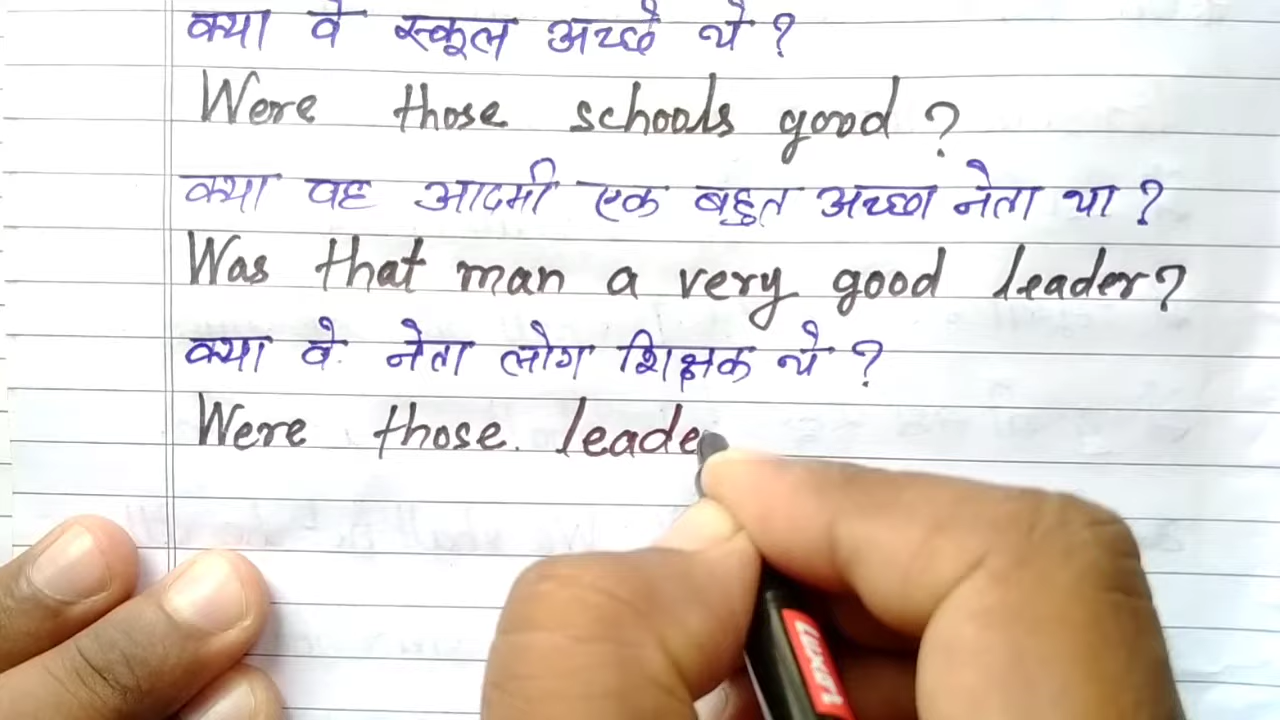 क्या वे स्कूल अच्छे थे ?
Were those schools good ?
क्या वह आदमी एक बहुत अच्छा नेता था ?
Was that man a very good leader?
क्या वे नेता लोग शिक्षक थे ?
Were those. leade
LUXOR